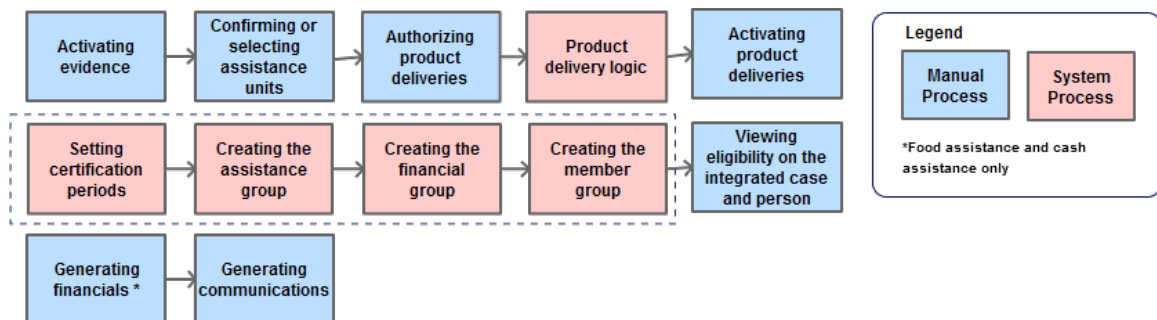 Activating
evidence
Confirming or
selecting
assistance
units
Authorizing
product
deliveries
Product
delivery logic
Activating
product
deliveries
Setting
certification
periods
Creating the
assistance
group
Creating the
financial
group
Creating the
member
group
Viewing
eligibility on the
integrated case
and person
Generating
financials *
Generating
communications
Legend
Manual
Process
System
Process
*Food assistance and cash
assistance only